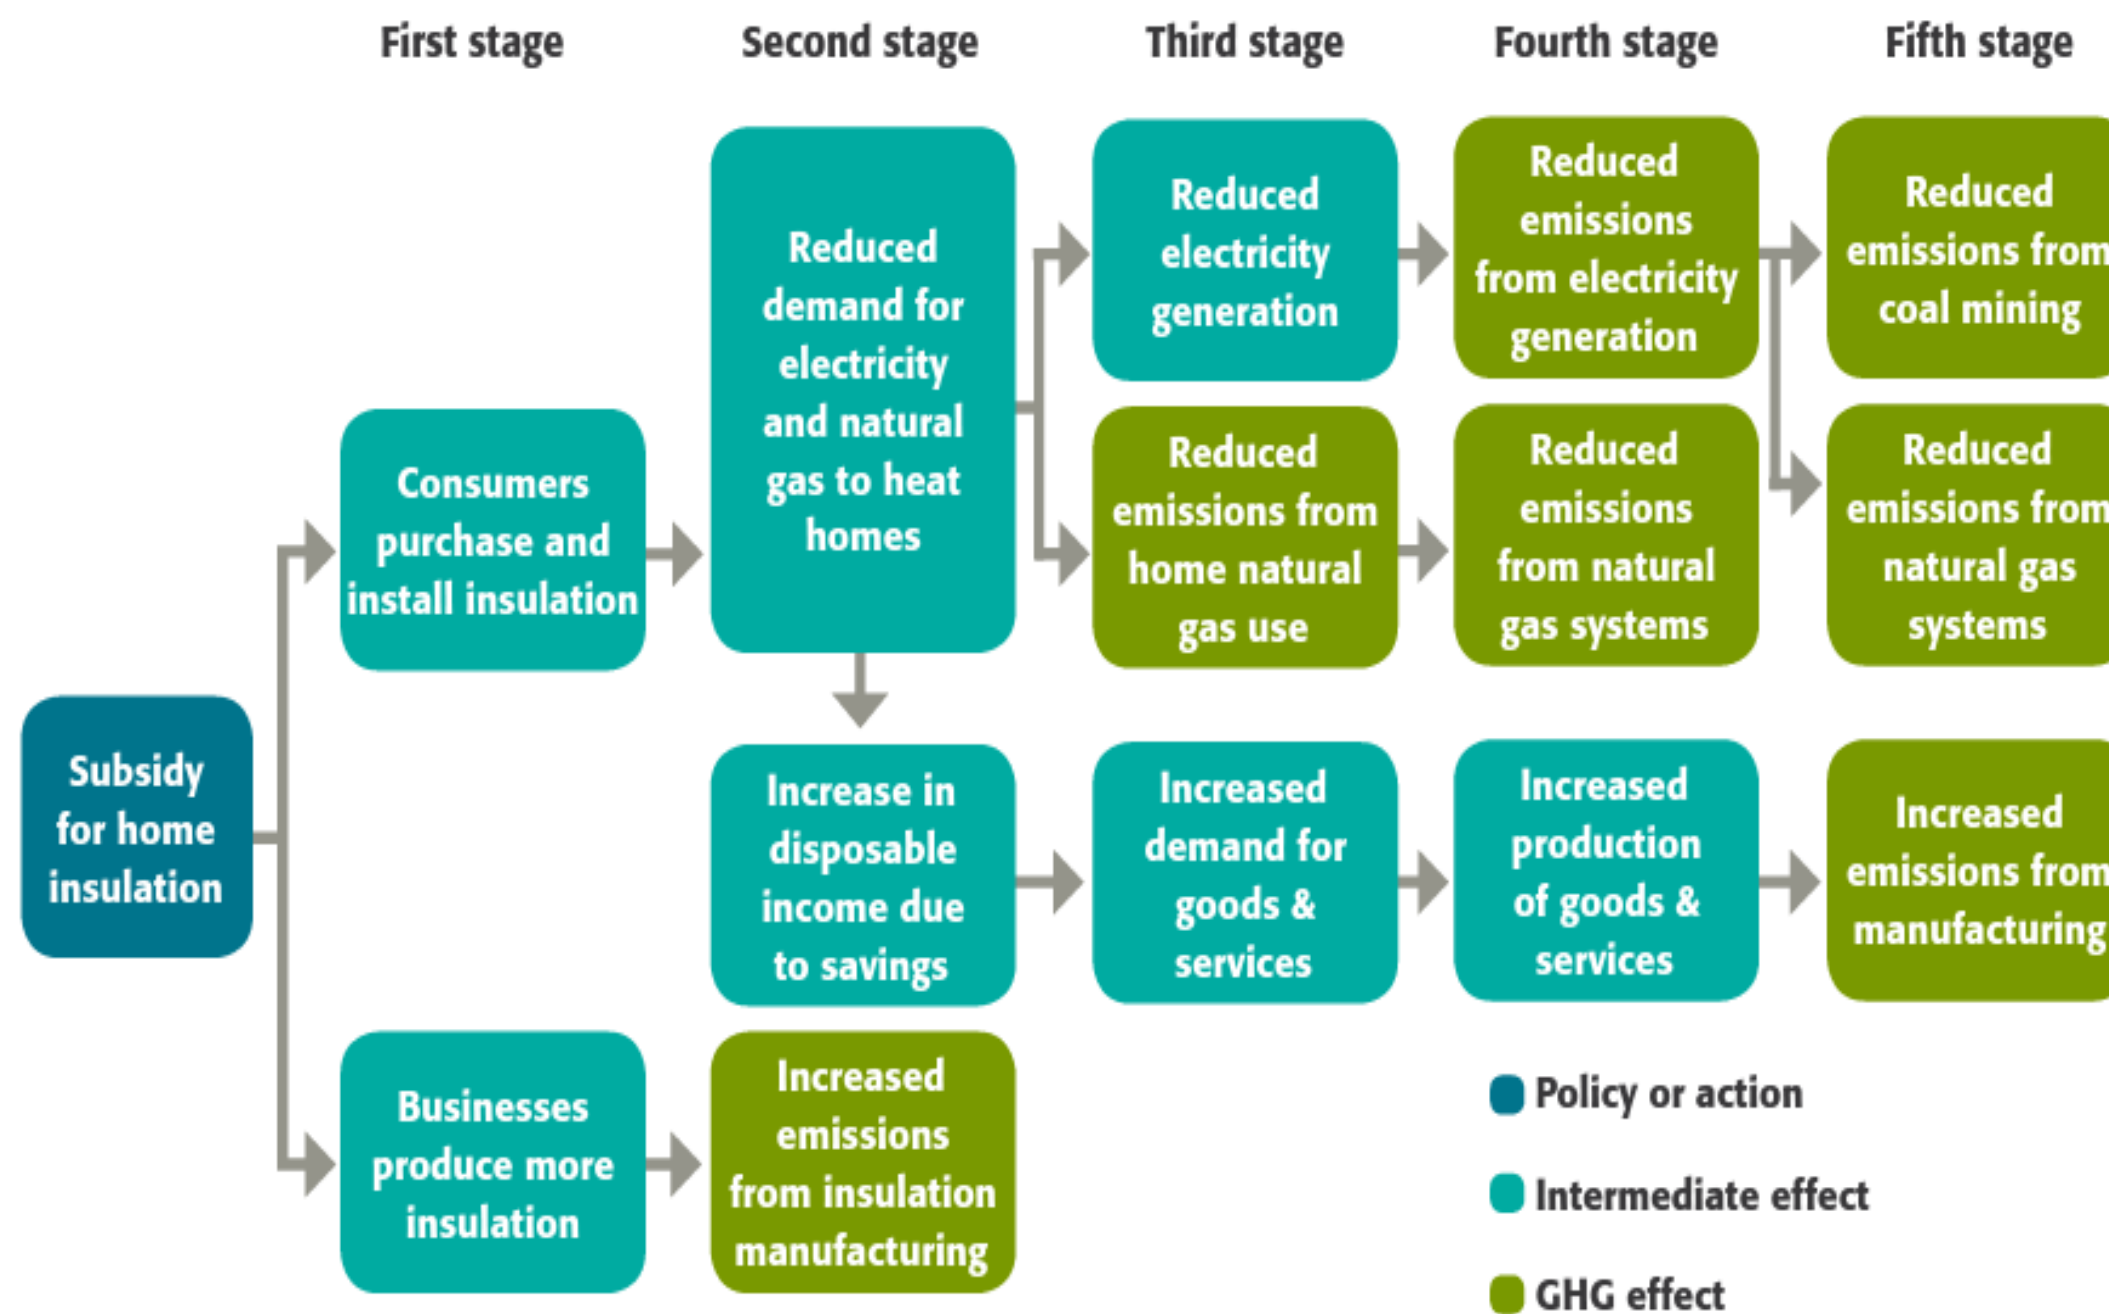 First stage
Second stage
Third stage
Fourth stage
Fifth stage
Subsidy
for home
insulation
Consumers
purchase and
install insulation
Reduced
demand for
electricity
and natural
gas to heat
homes
Reduced
electricity
generation
Reduced
emissions
from electricity
generation
Reduced
emissions from
coal mining
Reduced
emissions from
home natural
gas use
Reduced
emissions
from natural
gas systems
Reduced
emissions from
natural gas
systems
Increase in
disposable
income due
to savings
Increased
demand for
goods &
services
Increased
production
of goods &
services
Increased
emissions from
manufacturing
Businesses
produce more
insulation
Increased
emissions
from insulation
manufacturing
Policy or action
Intermediate effect
GHG effect